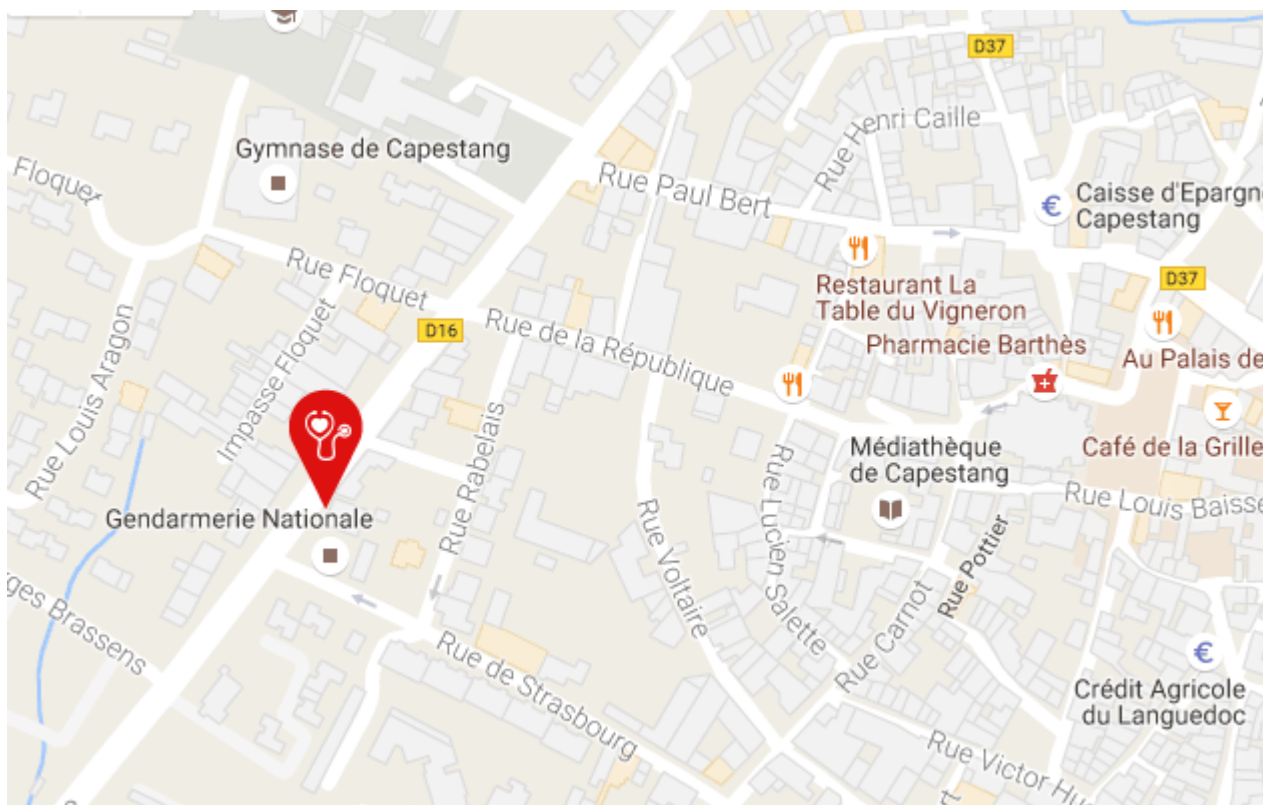 D37
Rue Henri Caille
Gymnase de Capestang
Floquet
Rue Paul Bert
Caisse d'Epargne
Capestang
Rue Floquet
Restaurant La
Table du Vigneron
D37
D16
Rue de la République
Pharmacie Barthès
Au Palais de
Impasse Floquet
Rue Louis Aragon
Rue Rabelais
Médiathèque
de Capestang
Café de la Grille
Rue Louis Baisse
Gendarmerie Nationale
Rue Lucien Salette
Rue Voltaire
Rue Pottier
Rue Carnot
ges Brassens
Rue de Strasbourg
Crédit Agricole
du Languedoc
Rue Victor Hu